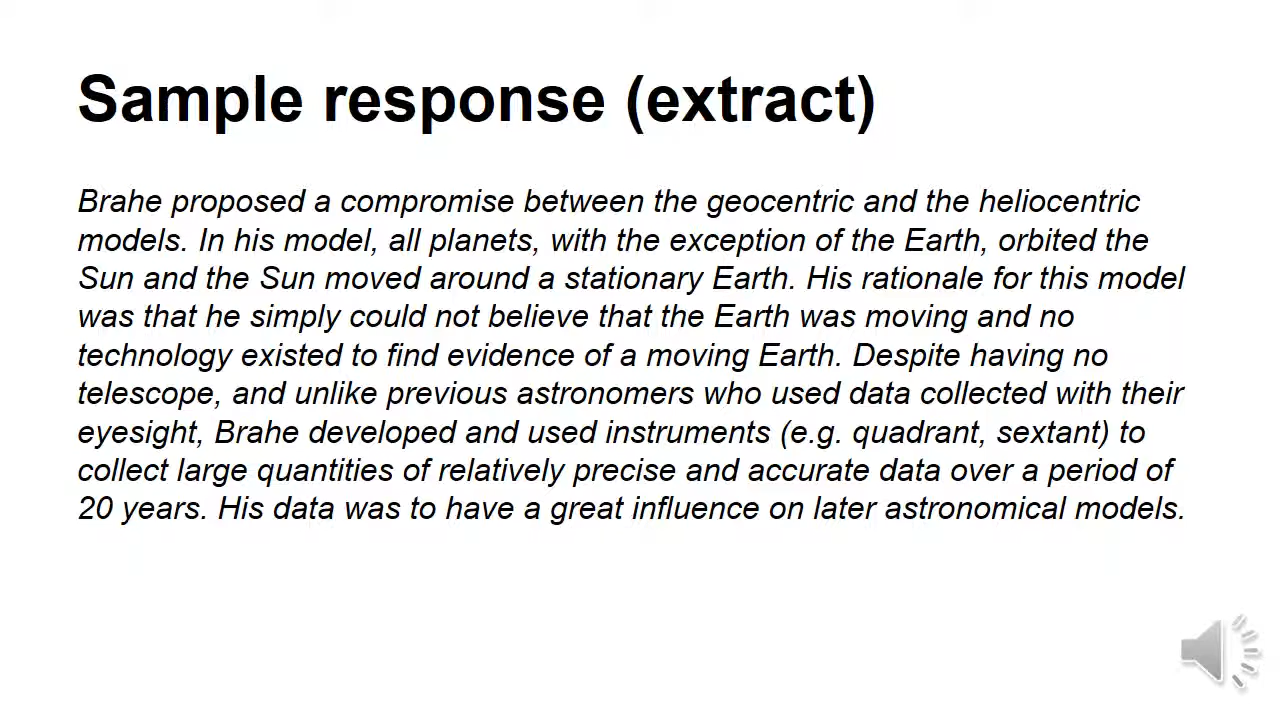 Sample response (extract)
Brahe proposed a compromise between the geocentric and the heliocentric
models. In his model, all planets, with the exception of the Earth, orbited the
Sun and the Sun moved around a stationary Earth. His rationale for this model
was that he simply could not believe that the Earth was moving and no
technology existed to find evidence of a moving Earth. Despite having no
telescope, and unlike previous astronomers who used data collected with their
eyesight, Brahe developed and used instruments (e.g. quadrant, sextant) to
collect large quantities of relatively precise and accurate data over a period of
20 years. His data was to have a great influence on later astronomical models.